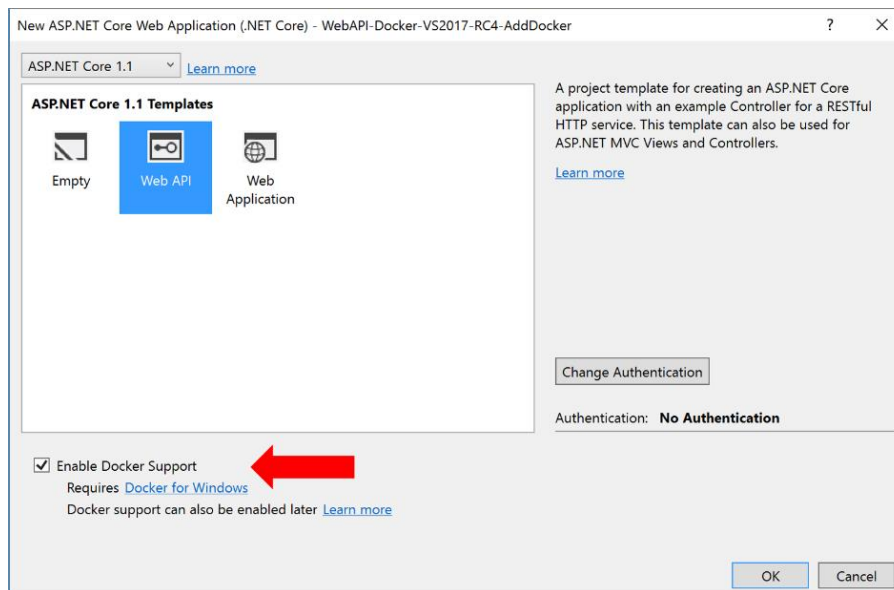 New ASP.NET Core Web Application (.NET Core) - WebAPI-Docker-VS2017-RC4-AddDocker
ASP.NET Core 1.1 Learn more
ASP.NET Core 1.1 Templates
Empty
Web API
Web
Application
A project template for creating an ASP.NET Core
application with an example Controller for a RESTful
HTTP service. This template can also be used for
ASP.NET MVC Views and Controllers.
Learn more
Change Authentication
Authentication: No Authentication
Enable Docker Support
Requires Docker for Windows
Docker support can also be enabled later Learn more
OK
Cancel